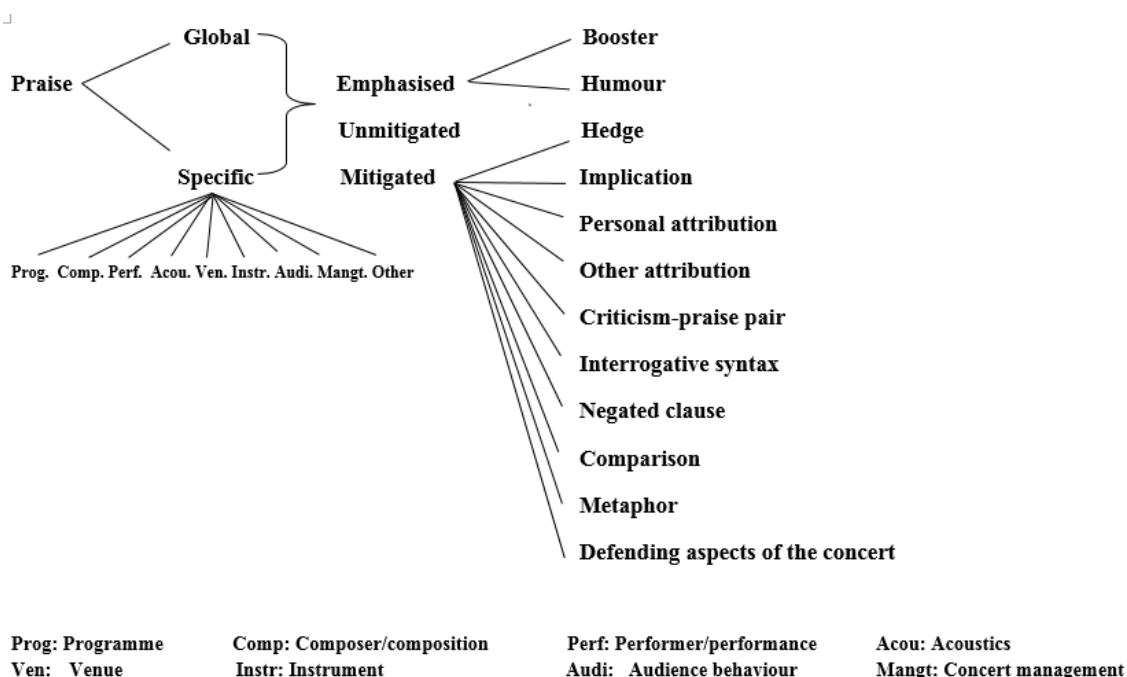 Global
Booster
Praise
Emphasised
Humour
Unmitigated
Hedge
Specific
Mitigated
Implication
Personal attribution
Prog. Comp. Perf. Acou. Ven. Instr. Audi. Mangt. Other
Other attribution
Criticism-praise pair
Interrogative syntax
Negated clause
Comparison
Metaphor
Defending aspects of the concert
Prog: Programme Comp: Composer/composition Perf: Performer/performance Acou: Acoustics
Ven: Venue Instr: Instrument Audi: Audience behaviour Mangt: Concert management